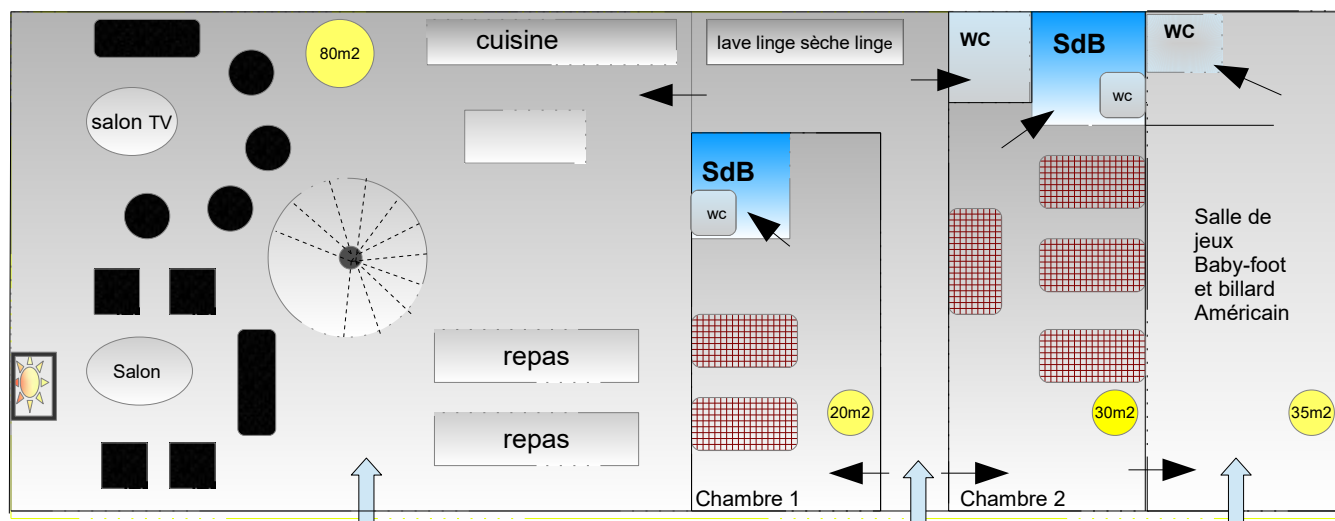 80m2
cuisine
lave linge sèche linge
WC
SdB
WC
wc
salon TV
SdB
wc
Salle de
jeux
Baby-foot
et billard
Américain
Salon
repas
repas
20m2
30m2
35m2
Chambre 1
Chambre 2